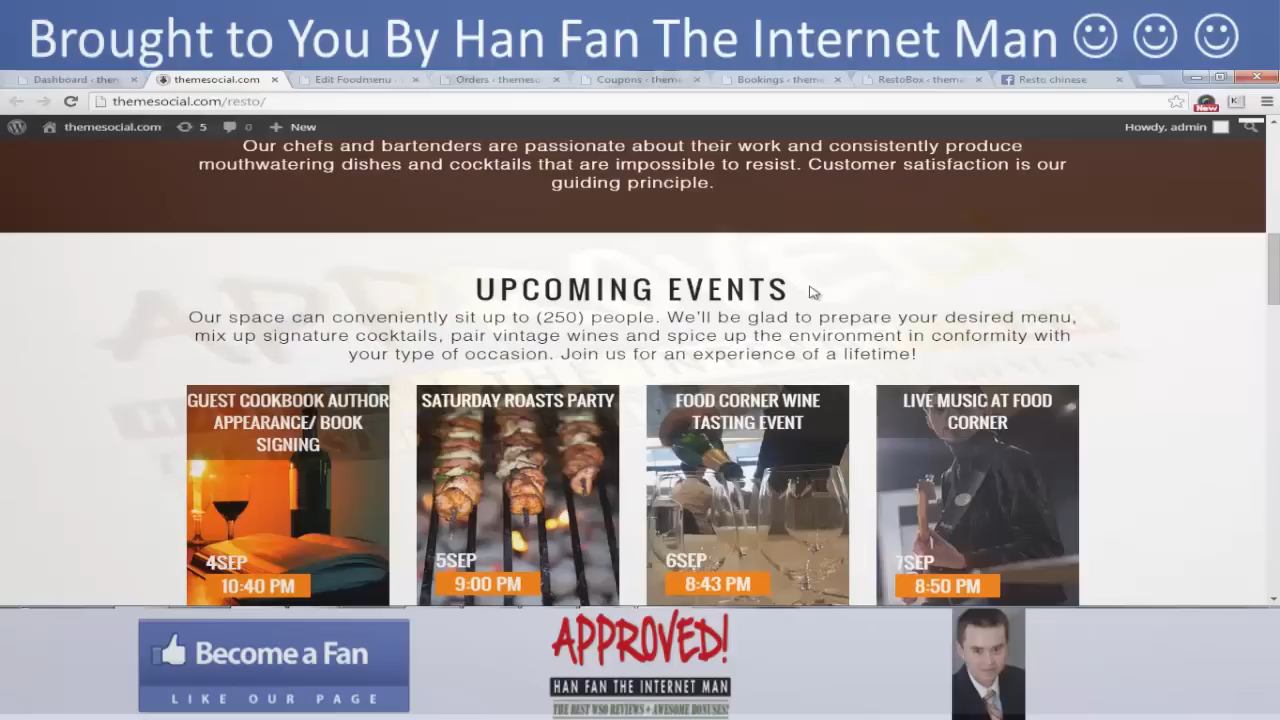 Brought to You By Han Fan The Internet Man
Dashboard ‹ them
themesocial.com/resto/
Edit Foodmenu ‹
Orders ‹ themeso
Coupons ‹ theme
Bookings ‹ theme
RestoBox ‹ thema
Resto chinese
themesocial.com/resto/
New
themesocial.com
5
0
New
Howdy, admin
Our chefs and bartenders are passionate about their work and consistently produce
mouthwatering dishes and cocktails that are impossible to resist. Customer satisfaction is our
guiding principle.
UPCOMING EVENTS
Our space can conveniently sit up to (250) people. We'll be glad to prepare your desired menu,
mix up signature cocktails, pair vintage wines and spice up the environment in conformity with
your type of occasion. Join us for an experience of a lifetime!
GUEST COOKBOOK AUTHOR
APPEARANCE/ BOOK
SIGNING
4SEP
10:40 PM
SATURDAY ROASTS PARTY
5SEP
9:00 PM
FOOD CORNER WINE
TASTING EVENT
6SEP
8:43 PM
LIVE MUSIC AT FOOD
CORNER
7SEP
8:50 PM
Become a Fan
LIKE OUR PAGE
APPROVED!
HAN FAN THE INTERNET MAN
THE BEST WSO REVIEWS + AWESOME BONUSES!